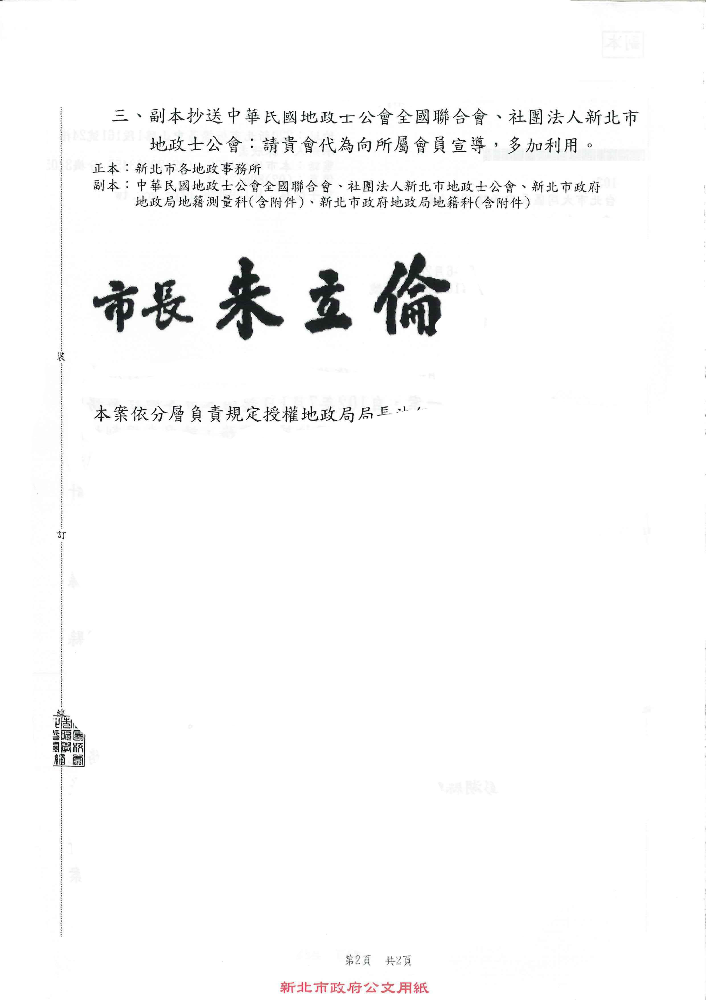 三、副本抄送中華民國地政士公會全國聯合會、社團法人新北市
地政士公會：請貴會代為向所屬會員宣導，多加利用。
正本：新北市各地政事務所
副本：中華民國地政士公會全國聯合會、社團法人新北市地政士公會、新北市政府
地政局地籍測量科(含附件)、新北市政府地政局地籍科(含附件)
市長 朱立倫
裝
本案依分層負責規定授權地政局局長
訂
線
第2頁 共2頁
新北市政府公文用紙